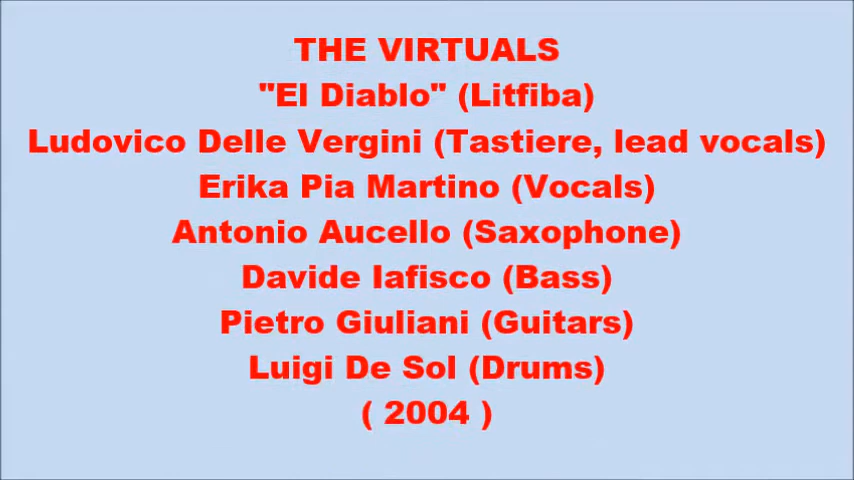 THE VIRTUALS
"El Diablo" (Litfiba)
Ludovico Delle Vergini (Tastiere, lead vocals)
Erika Pia Martino (Vocals)
Antonio Aucello (Saxophone)
Davide Iafisco (Bass)
Pietro Giuliani (Guitars)
Luigi De Sol (Drums)
( 2004 )